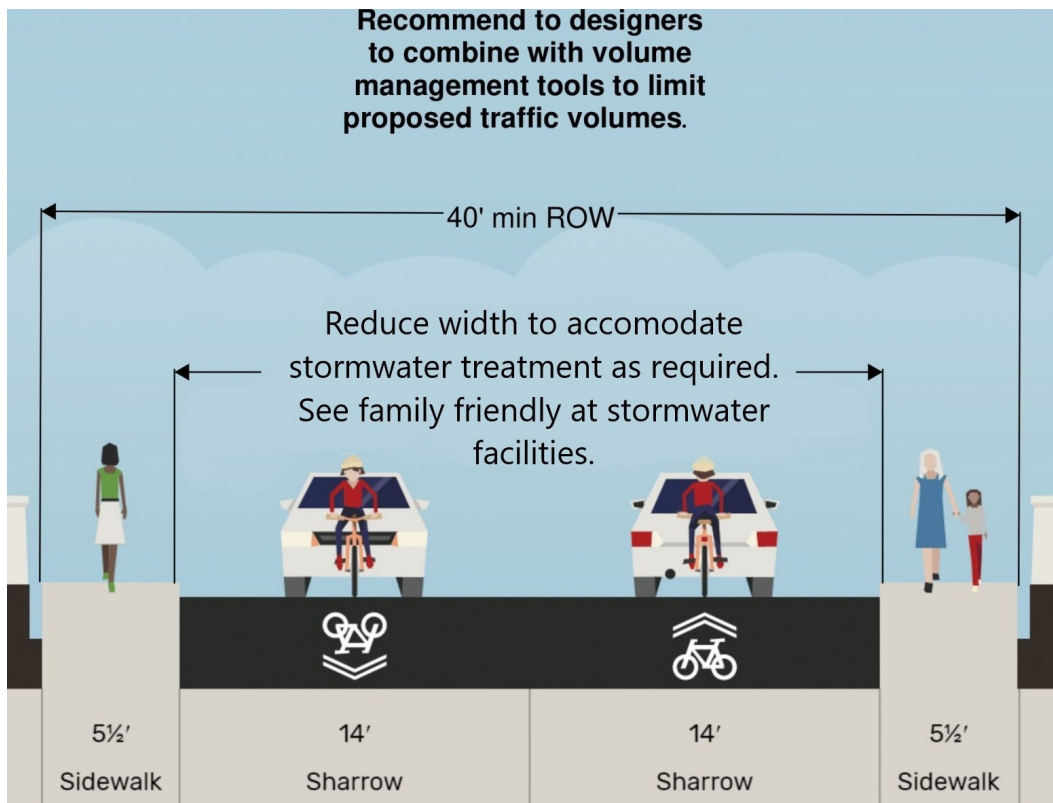 Recommend to designers
to combine with volume
management tools to limit
proposed traffic volumes.
40' min ROW
Reduce width to accomodate
stormwater treatment as required.
See family friendly at stormwater
facilities.
5½′ 14′ 14′ 5½′
Sidewalk Sharrow Sharrow Sidewalk